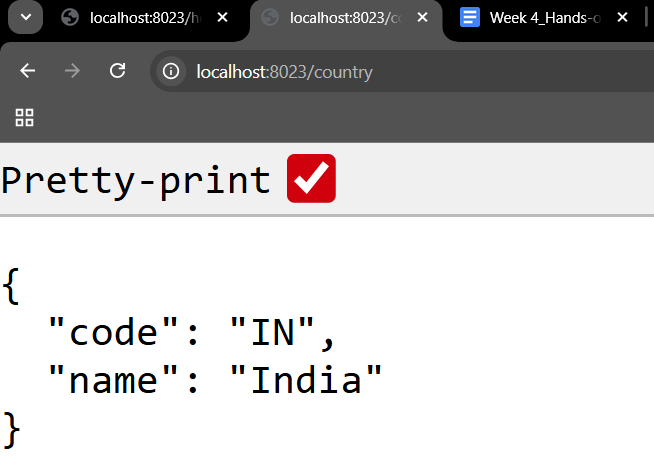 localhost:8023/h
localhost:8023/c
Week 4_Hands-o
localhost:8023/country
Pretty-print
{
"code": "IN",
"name": "India"
}